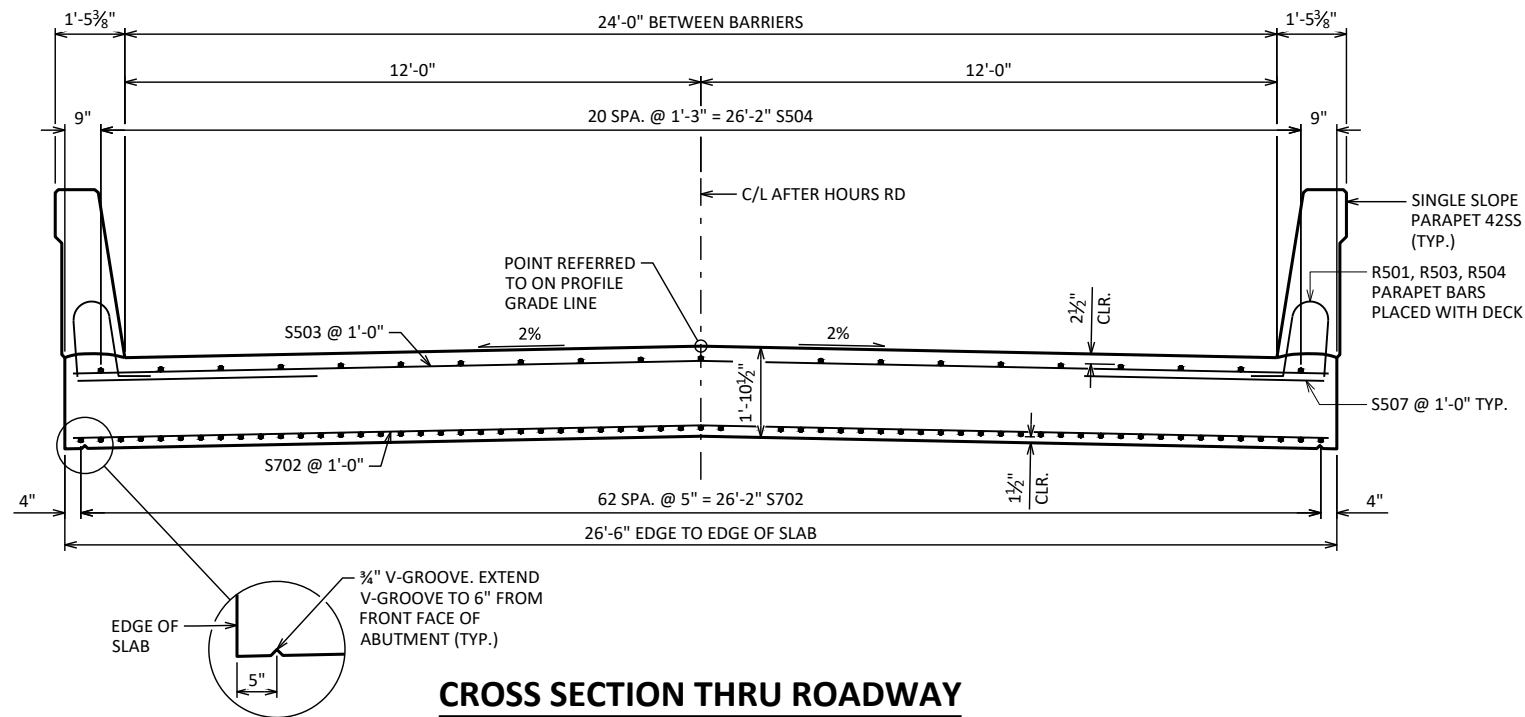 1'-5⅜"
24'-0" BETWEEN BARRIERS
1'-5⅜"
12'-0"
12'-0"
9"
20 SPA. @ 1'-3" = 26'-2" S504
9"
C/L AFTER HOURS RD
SINGLE SLOPE
PARAPET 42SS
(TYP.)
POINT REFERRED
TO ON PROFILE
GRADE LINE
R501, R503, R504
PARAPET BARS
PLACED WITH DECK
2½"
CLR.
S503 @ 1'-0"
2%
2%
1'-10½"
S507 @ 1'-0" TYP.
S702 @ 1'-0"
1½"
CLR.
4"
62 SPA. @ 5" = 26'-2" S702
4"
26'-6" EDGE TO EDGE OF SLAB
¾" V-GROOVE. EXTEND
V-GROOVE TO 6" FROM
FRONT FACE OF
ABUTMENT (TYP.)
EDGE OF
SLAB
5"
CROSS SECTION THRU ROADWAY